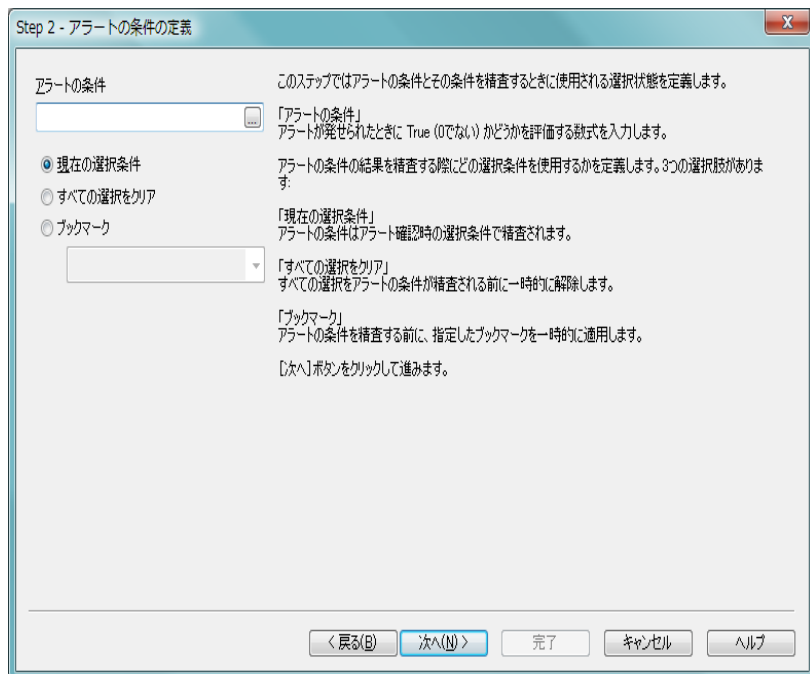 Step 2 - アラートの条件の定義
X
アラートの条件
...
現在の選択条件
すべての選択をクリア
ブックマーク
このステップではアラートの条件とその条件を精査するときに使用される選択状態を定義します。
「アラートの条件」
アラートが発せられたときに True (0でない) かどうかを評価する数式を入力します。
アラートの条件の結果を精査する際にどの選択条件を使用するかを定義します。3つの選択肢がありま
す:
「現在の選択条件」
アラートの条件はアラート確認時の選択条件で精査されます。
「すべての選択をクリア」
すべての選択をアラートの条件が精査される前に一時的に解除します。
「ブックマーク」
アラートの条件を精査する前に、指定したブックマークを一時的に適用します。
[次へ]ボタンをクリックして進みます。
< 戻る(B)
次へ(N) >
完了
キャンセル
ヘルプ